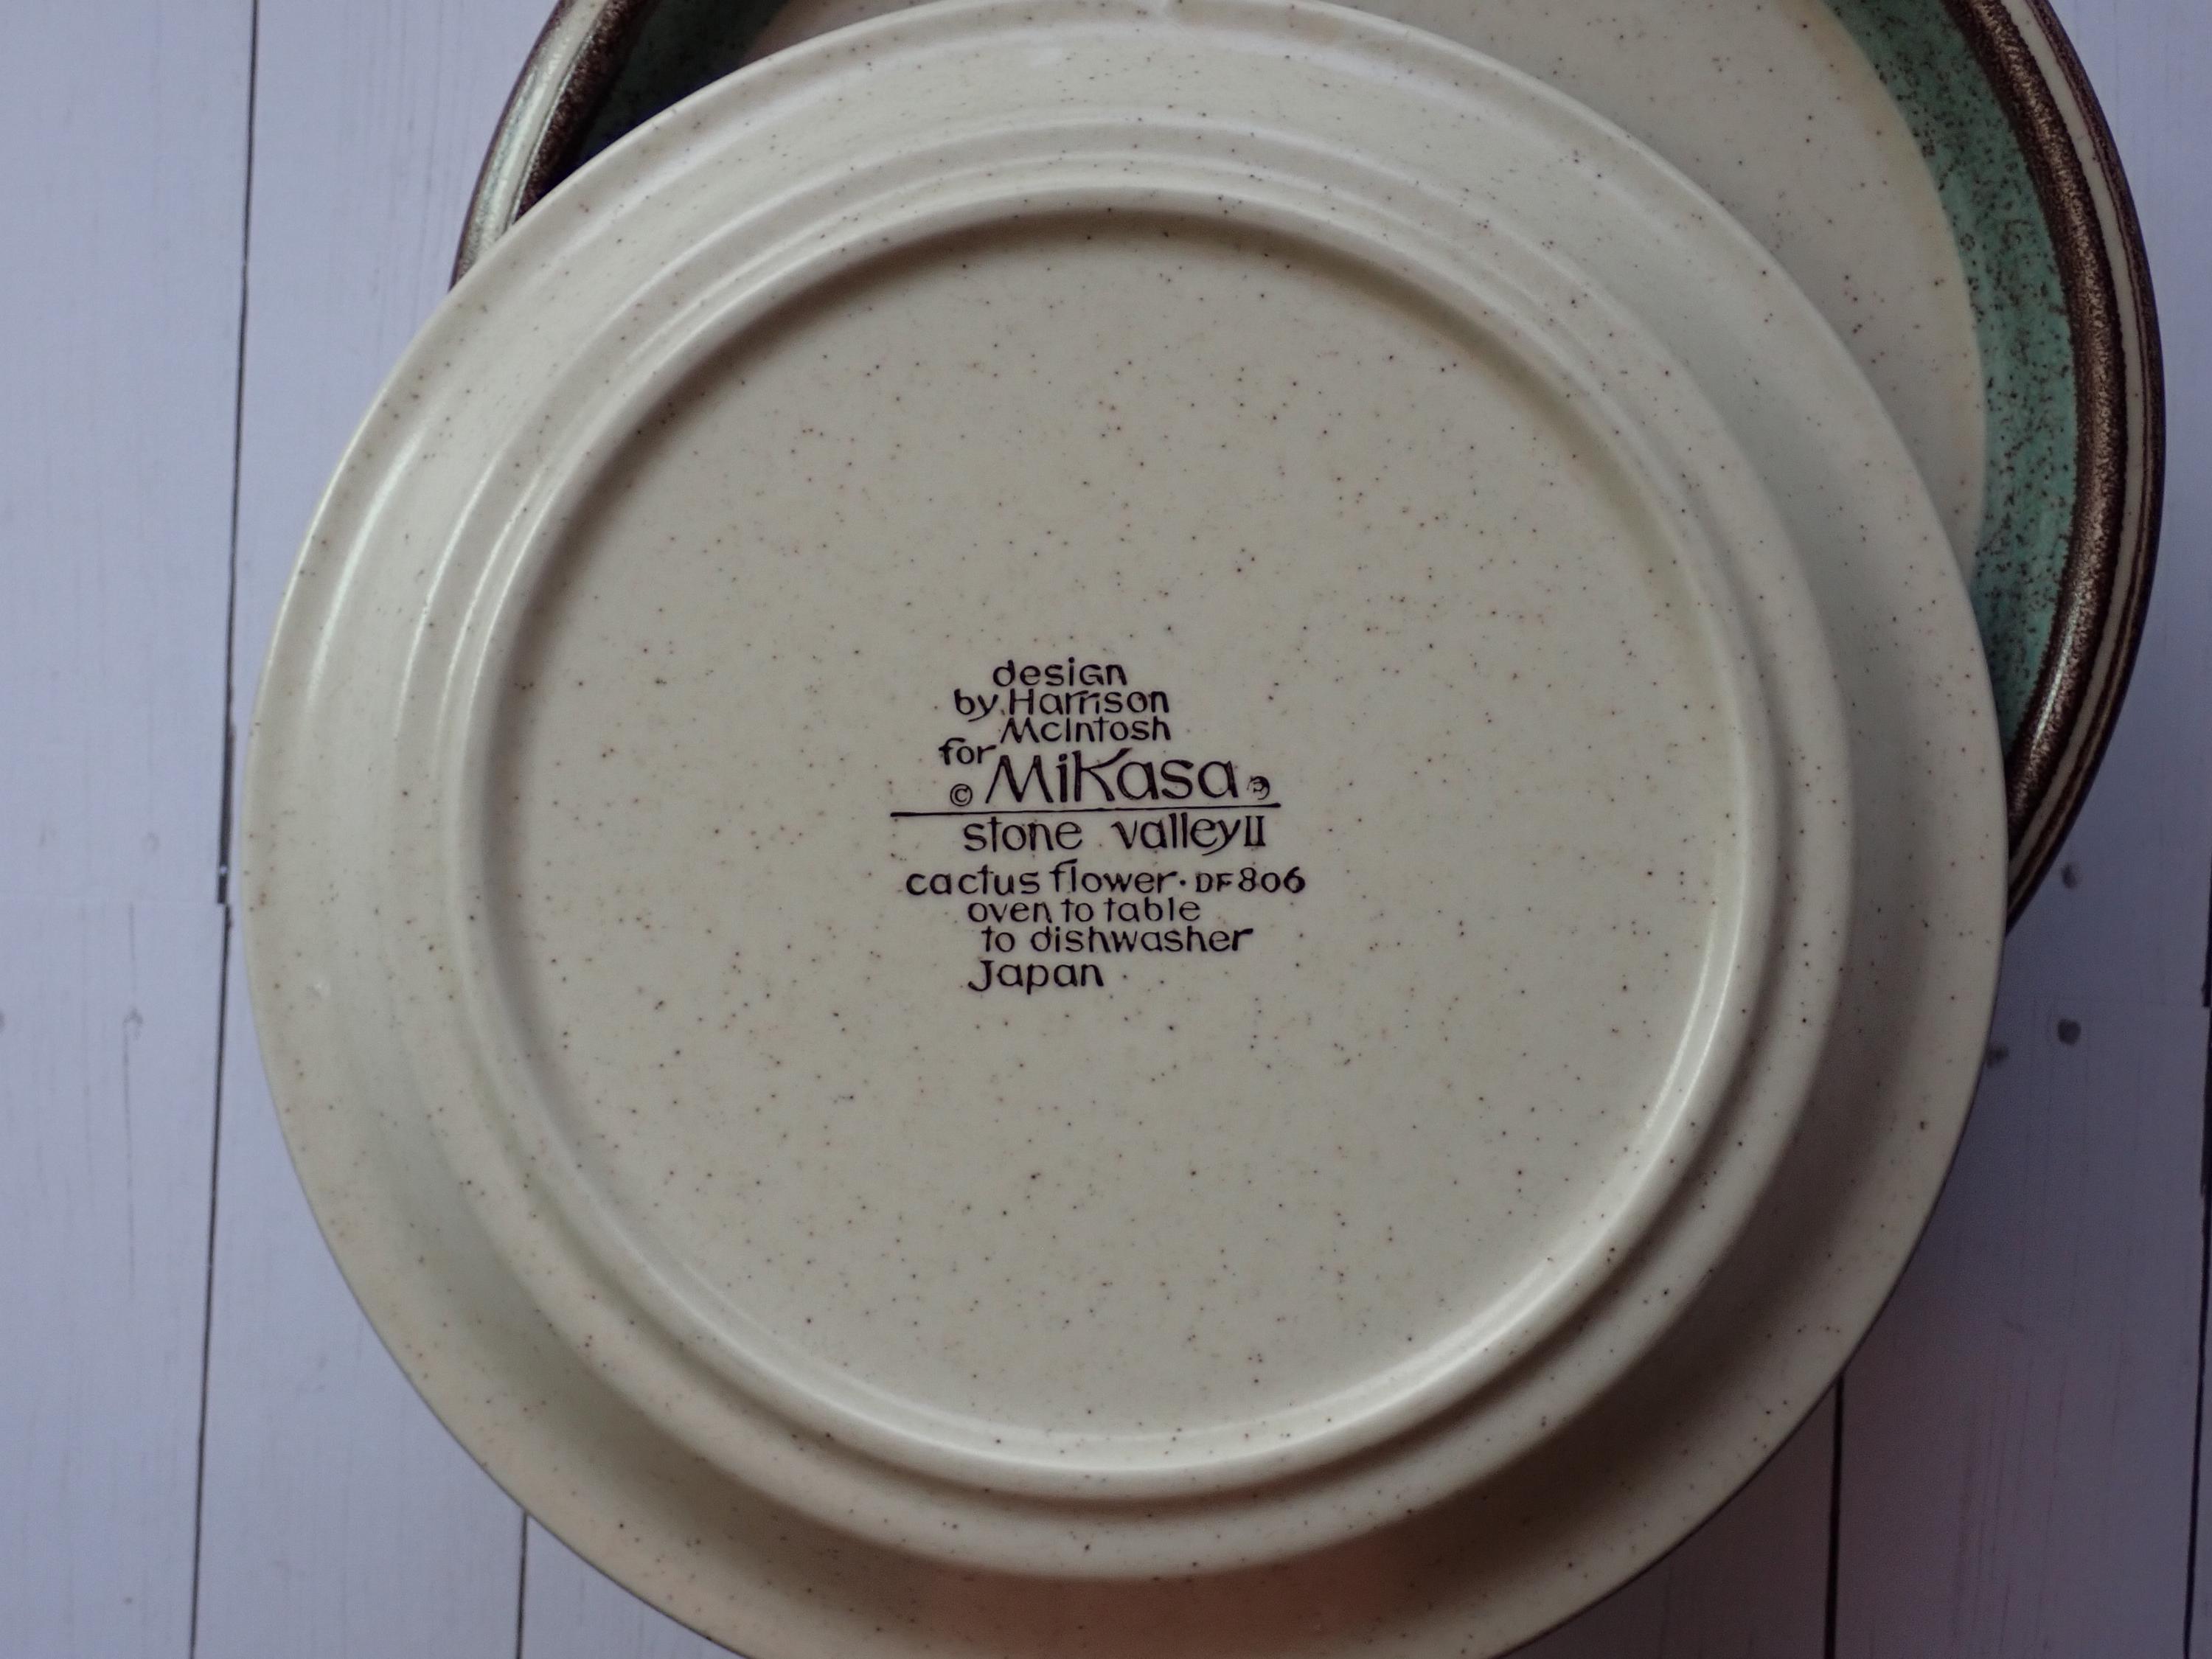 design
by Harrison
McIntosh
for
© Mikasa
stone valley II
cactus flower · DF 806
oven to table
to dishwasher
Japan